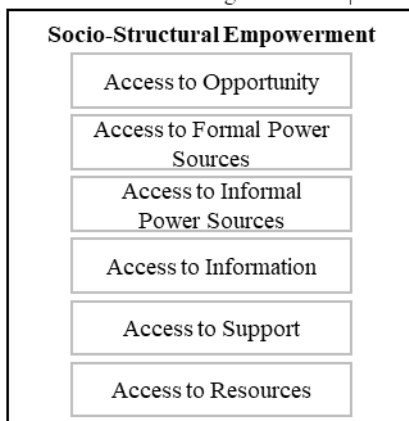 Socio-Structural Empowerment
Access to Opportunity
Access to Formal Power
Sources
Access to Informal
Power Sources
Access to Information
Access to Support
Access to Resources